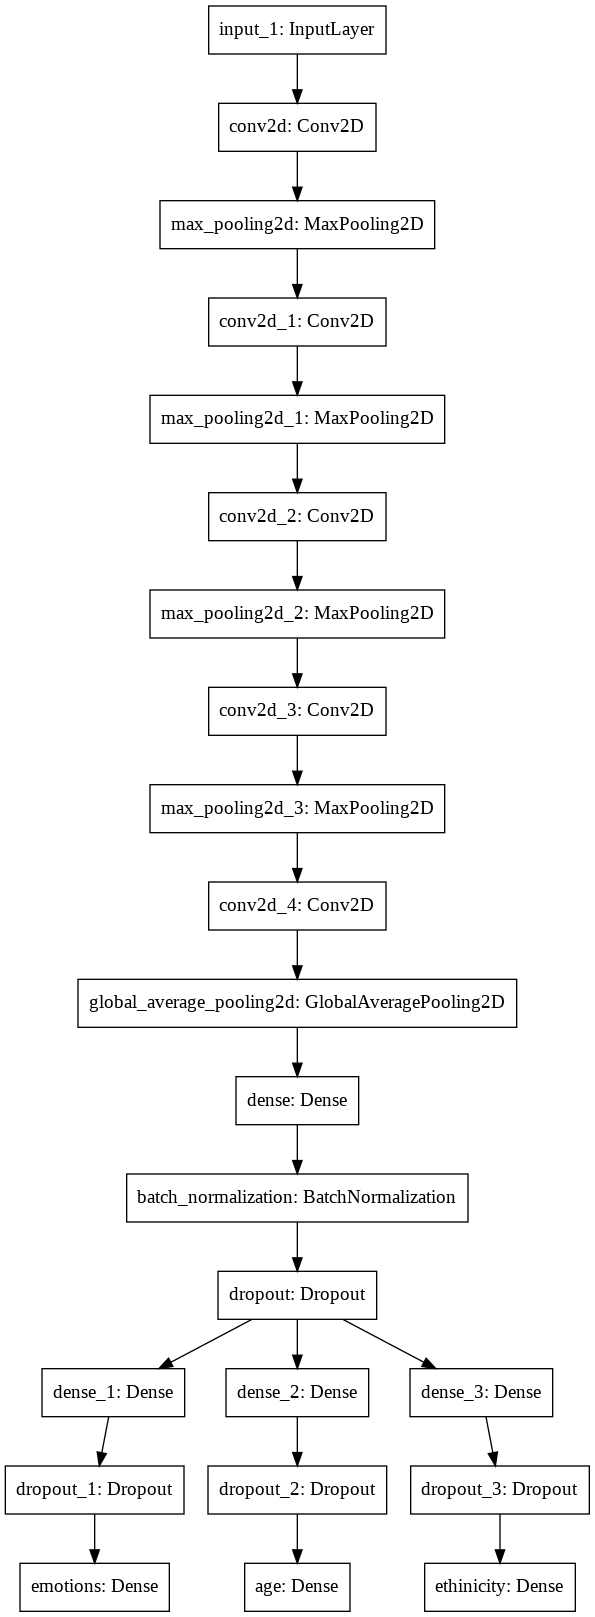 input_1: InputLayer
conv2d: Conv2D
max_pooling2d: MaxPooling2D
conv2d_1: Conv2D
max_pooling2d_1: MaxPooling2D
conv2d_2: Conv2D
max_pooling2d_2: MaxPooling2D
conv2d_3: Conv2D
max_pooling2d_3: MaxPooling2D
conv2d_4: Conv2D
global_average_pooling2d: GlobalAveragePooling2D
dense: Dense
batch_normalization: BatchNormalization
dropout: Dropout
dense_1: Dense
dense_2: Dense
dense_3: Dense
dropout_1: Dropout
dropout_2: Dropout
dropout_3: Dropout
emotions: Dense
age: Dense
ethinicity: Dense